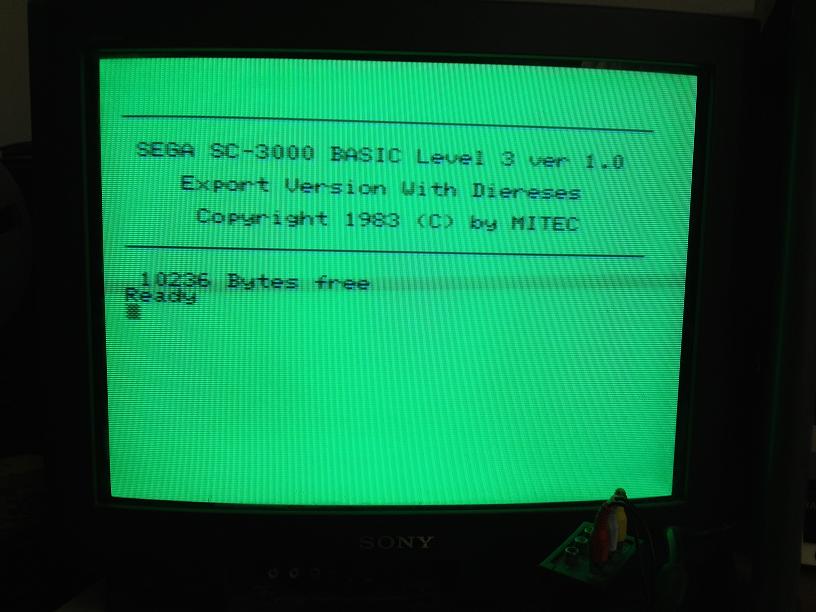 SEGA SC-3000 BASIC Level 3 ver 1.0
Export Version With Diereses
Copyright 1983 (C) by MITEC
10236 Bytes free
Ready
SONY